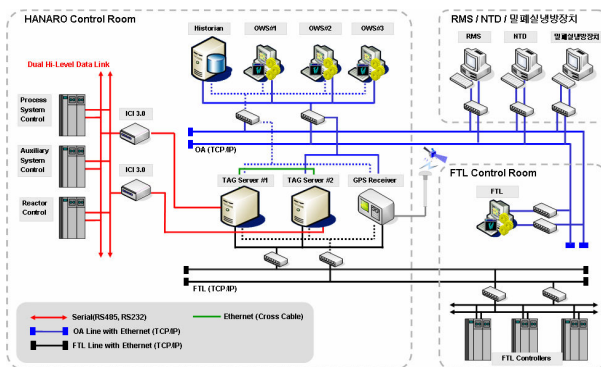 HANARO Control Room
Historian
OWS#1
OWS#2
OWS#3
Dual Hi-Level Data Link
Process
System
Control
ICI 3.0
Auxiliary
System
Control
ICI 3.0
Reactor
Control
OA (TCP/IP)
TAG Server #1
TAG Server #2
GPS Receiver
FTL (TCP/IP)
Serial(RS485, RS232)
Ethernet (Cross Cable)
OA Line with Ethernet (TCP/IP)
FTL Line with Ethernet (TCP/IP)
RMS / NTD / 밀폐실냉방장치
RMS
NTD
밀폐실냉방장치
FTL Control Room
FTL
FTL Controllers